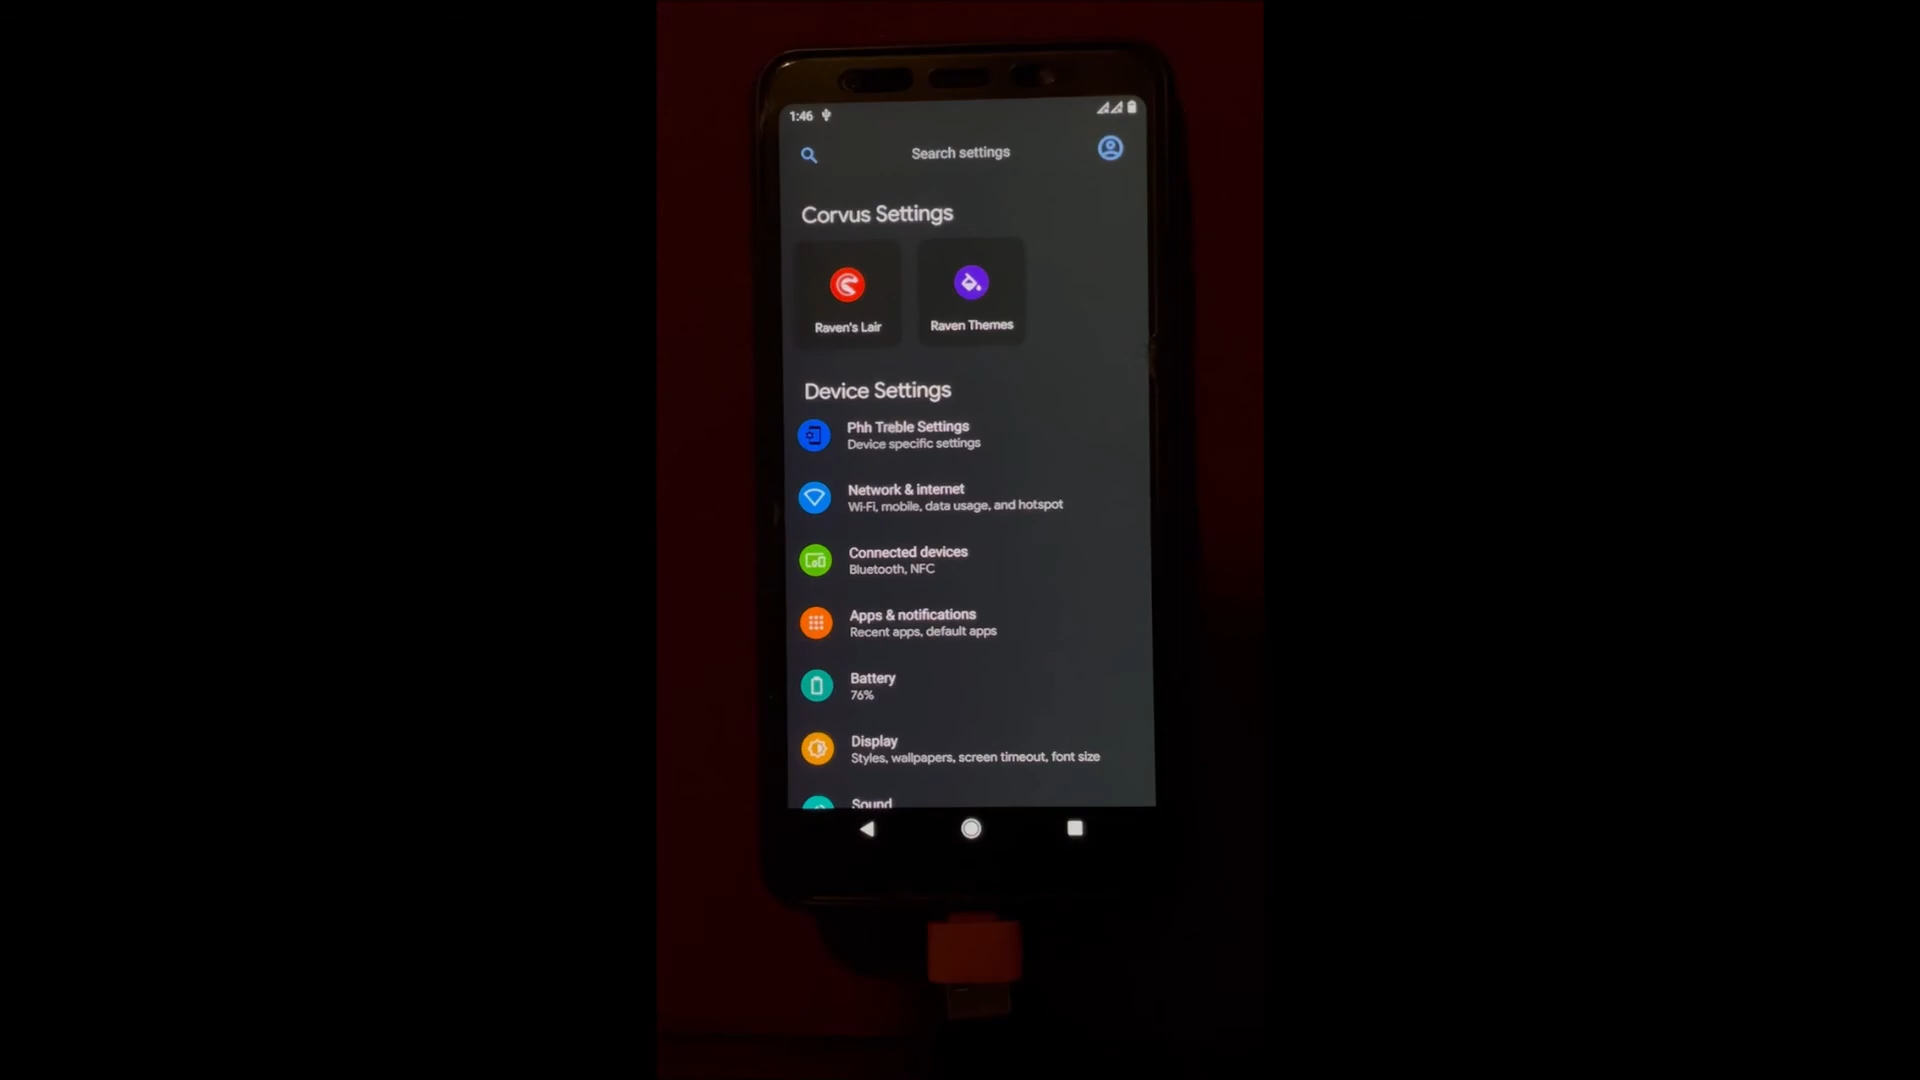 1:46
Search settings
Corvus Settings
Raven's Lair
Raven Themes
Device Settings
Phh Treble Settings
Device specific settings
Network & internet
Wi-Fi, mobile, data usage, and hotspot
Connected devices
Bluetooth, NFC
Apps & notifications
Recent apps, default apps
Battery
76%
Display
Styles, wallpapers, screen timeout, font size
Sound